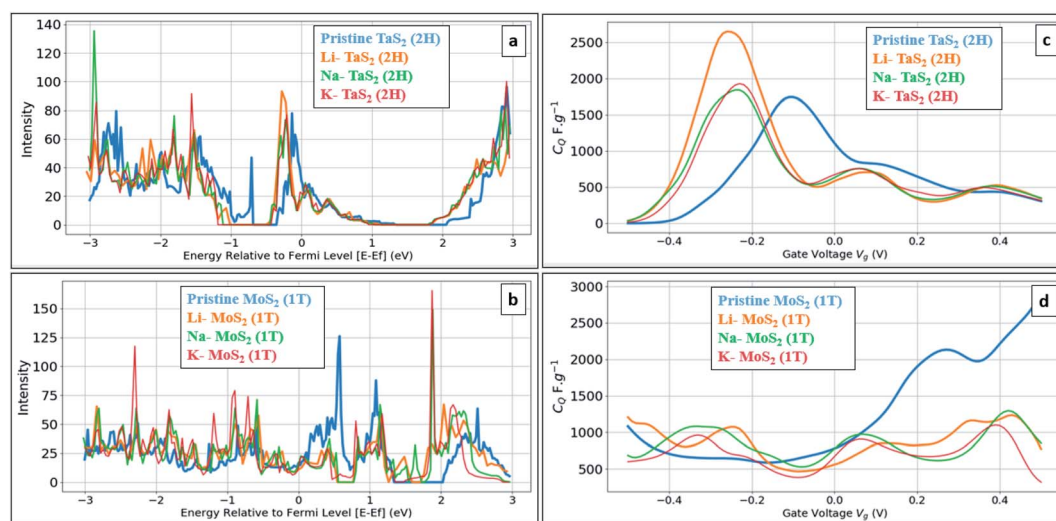 a
Pristine TaS₂ (2H)
Li- TaS₂ (2H)
Na- TaS₂ (2H)
K- TaS₂ (2H)
Intensity
140
120
100
80
60
40
20
0
−3 −2 −1 0 1 2 3
Energy Relative to Fermi Level [E-Ef] (eV)
c
Pristine TaS₂ (2H)
Li- TaS₂ (2H)
Na- TaS₂ (2H)
K- TaS₂ (2H)
C_Q F.g⁻¹
2500
2000
1500
1000
500
0
−0.4 −0.2 0.0 0.2 0.4
Gate Voltage V_g (V)
b
Pristine MoS₂ (1T)
Li- MoS₂ (1T)
Na- MoS₂ (1T)
K- MoS₂ (1T)
Intensity
150
125
100
75
50
25
0
−3 −2 −1 0 1 2 3
Energy Relative to Fermi Level [E-Ef] (eV)
d
Pristine MoS₂ (1T)
Li- MoS₂ (1T)
Na- MoS₂ (1T)
K- MoS₂ (1T)
C_Q F.g⁻¹
3000
2500
2000
1500
1000
500
0
−0.4 −0.2 0.0 0.2 0.4
Gate Voltage V_g (V)